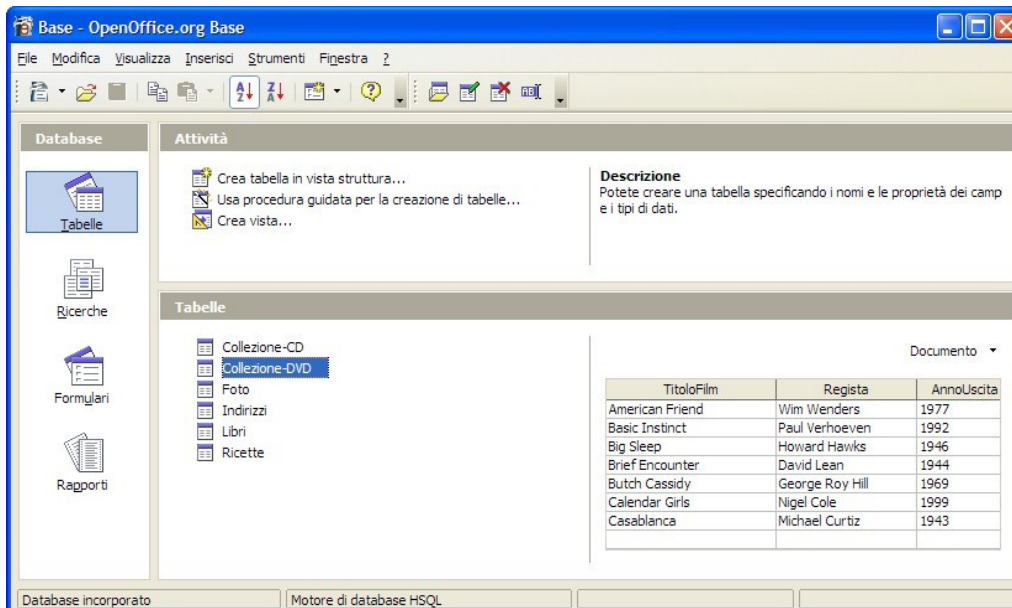 Base - OpenOffice.org Base
File Modifica Visualizza Inserisci Strumenti Finestra ?
Database
Tabelle
Ricerche
Formulari
Rapporti
Attività
Crea tabella in vista struttura...
Usa procedura guidata per la creazione di tabelle...
Crea vista...
Descrizione
Potete creare una tabella specificando i nomi e le proprietà dei camp
e i tipi di dati.
Tabelle
Collezione-CD
Collezione-DVD
Foto
Indirizzi
Libri
Ricette
Documento
TitoloFilm Regista AnnoUscita
American Friend Wim Wenders 1977
Basic Instinct Paul Verhoeven 1992
Big Sleep Howard Hawks 1946
Brief Encounter David Lean 1944
Butch Cassidy George Roy Hill 1969
Calendar Girls Nigel Cole 1999
Casablanca Michael Curtiz 1943
Database incorporato Motore di database HSQL